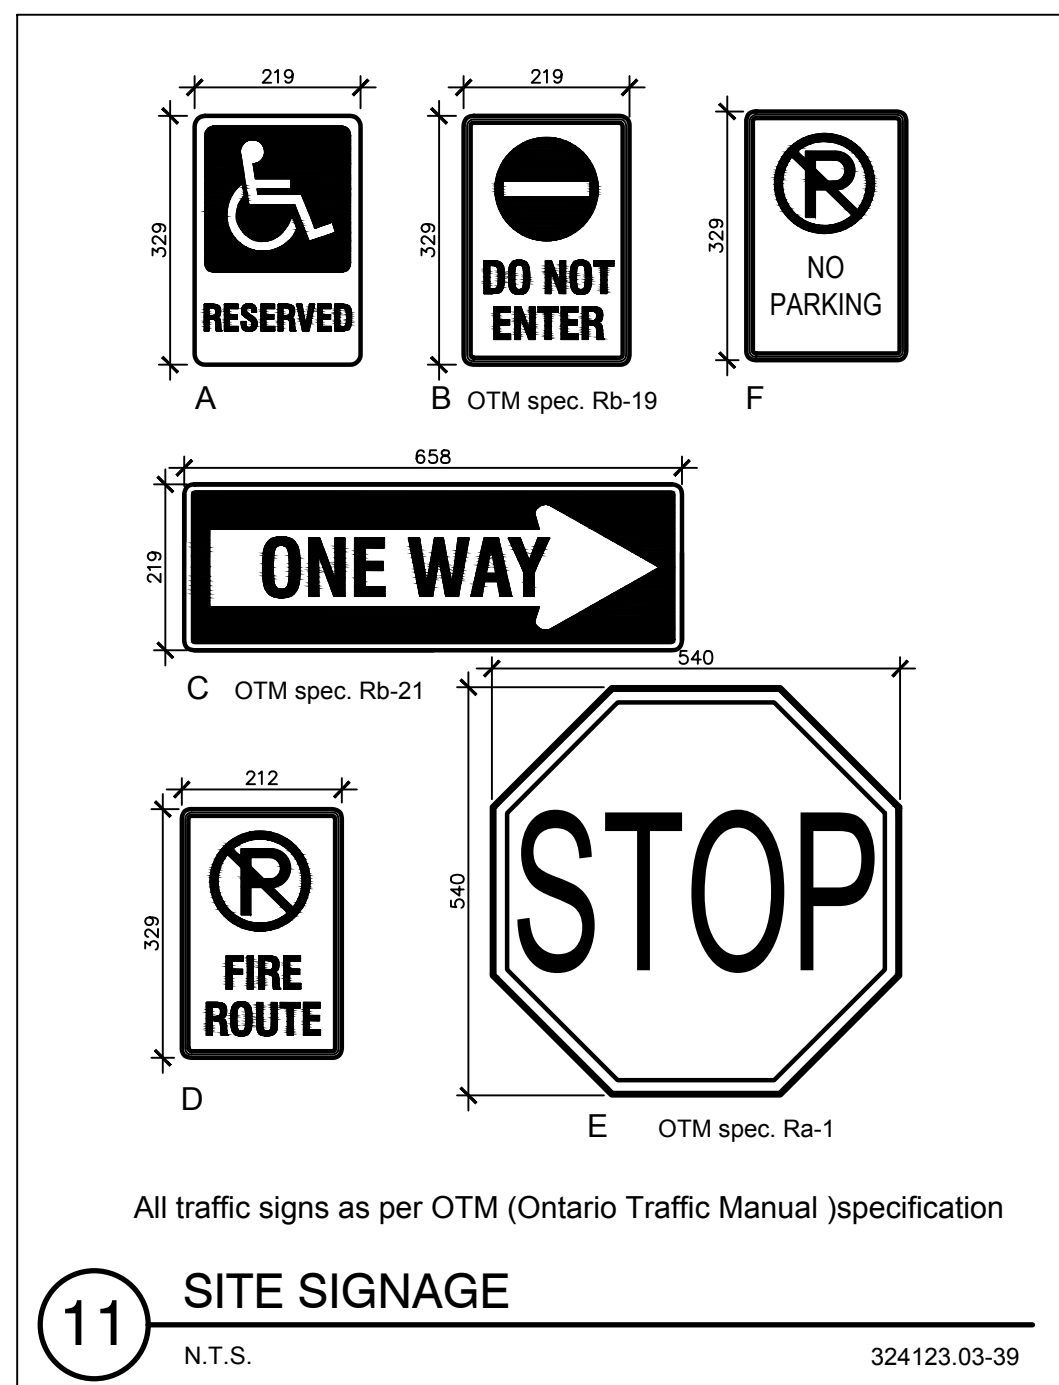 219
329
RESERVED
A
219
329
DO NOT
ENTER
B OTM spec. Rb-19
329
P
NO
PARKING
F
658
219
ONE WAY
C OTM spec. Rb-21
212
329
P
FIRE
ROUTE
D
540
540
STOP
E OTM spec. Ra-1
All traffic signs as per OTM (Ontario Traffic Manual )specification
11
SITE SIGNAGE
N.T.S.
324123.03-39